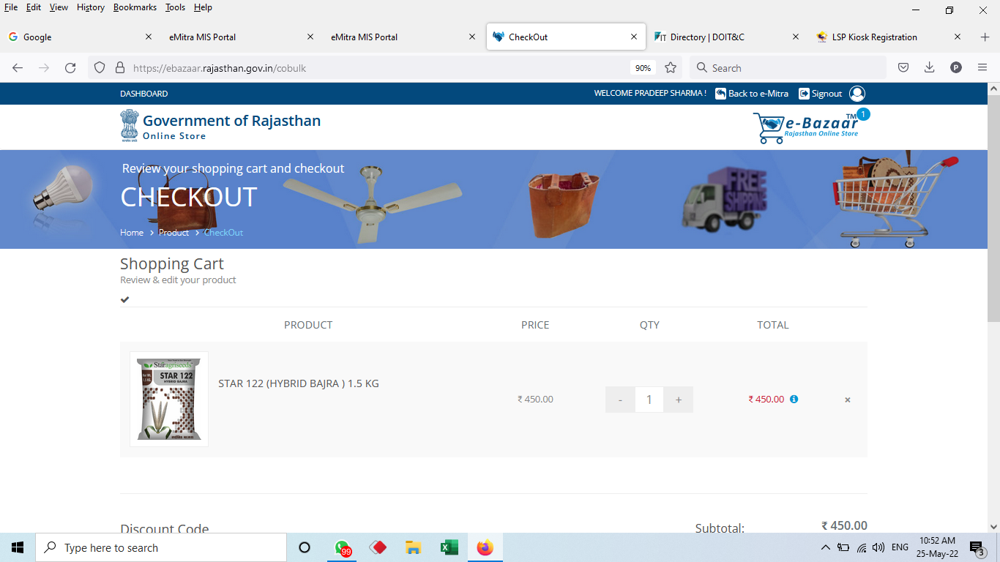 File Edit View History Bookmarks Tools Help
Google
eMitra MIS Portal
eMitra MIS Portal
CheckOut
Directory | DOIT&C
LSP Kiosk Registration
https://ebazaar.rajasthan.gov.in/cobulk
90%
Search
P
DASHBOARD
WELCOME PRADEEP SHARMA !
Back to e-Mitra
Signout
Government of Rajasthan
Online Store
e-Bazaar TM
1
Rajasthan Online Store
Review your shopping cart and checkout
CHECKOUT
Home > Product > CheckOut
FREE
SHIPPING
Shopping Cart
Review & edit your product
PRODUCT PRICE QTY TOTAL
Staragriseeds
STAR 122
HYBRID BAJRA
STAR 122 (HYBRID BAJRA ) 1.5 KG
₹ 450.00
- 1 +
₹ 450.00
×
Discount Code
Subtotal: ₹ 450.00
Type here to search
99
ENG
10:52 AM
25-May-22
3